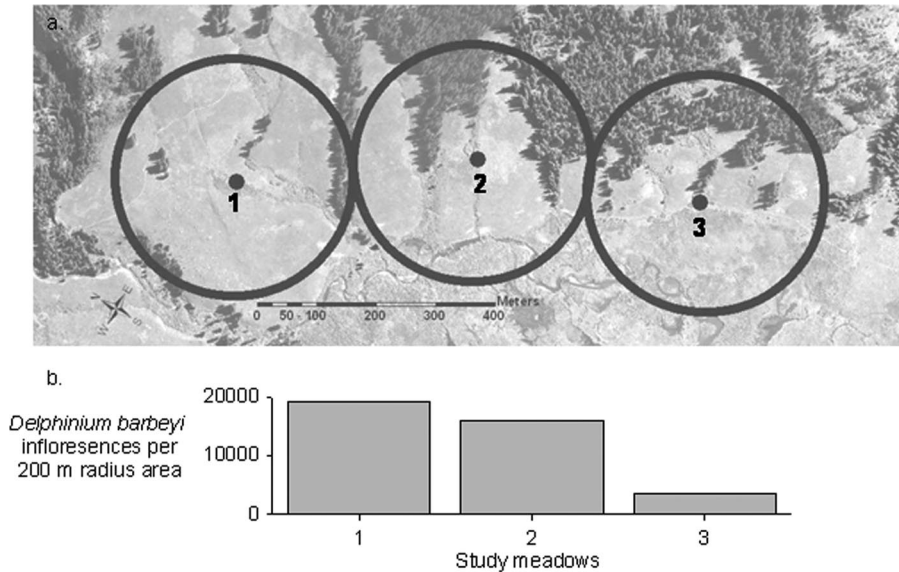 a.
1
2
3
N
E
S
W
Meters
0 50 - 100 200 300 400
b.
Delphinium barbeyi
infloresences per
200 m radius area
20000
10000
0
1 2 3
Study meadows